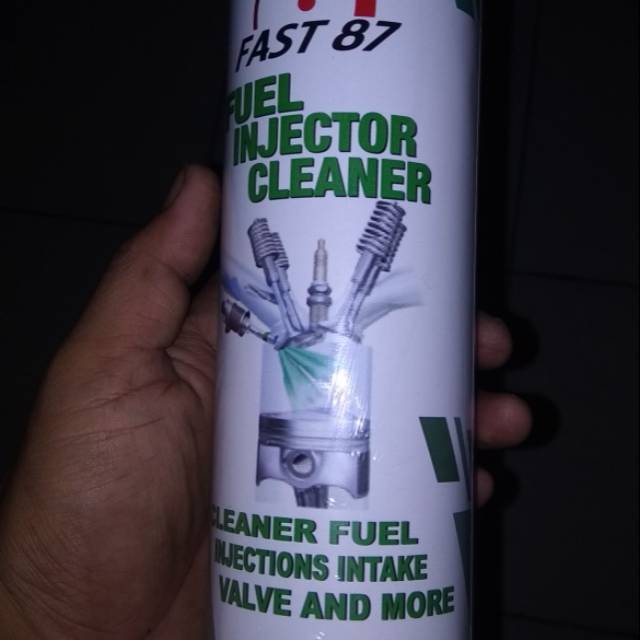 FAST 87
FUEL
INJECTOR
CLEANER
CLEANER FUEL
INJECTIONS INTAKE
VALVE AND MORE